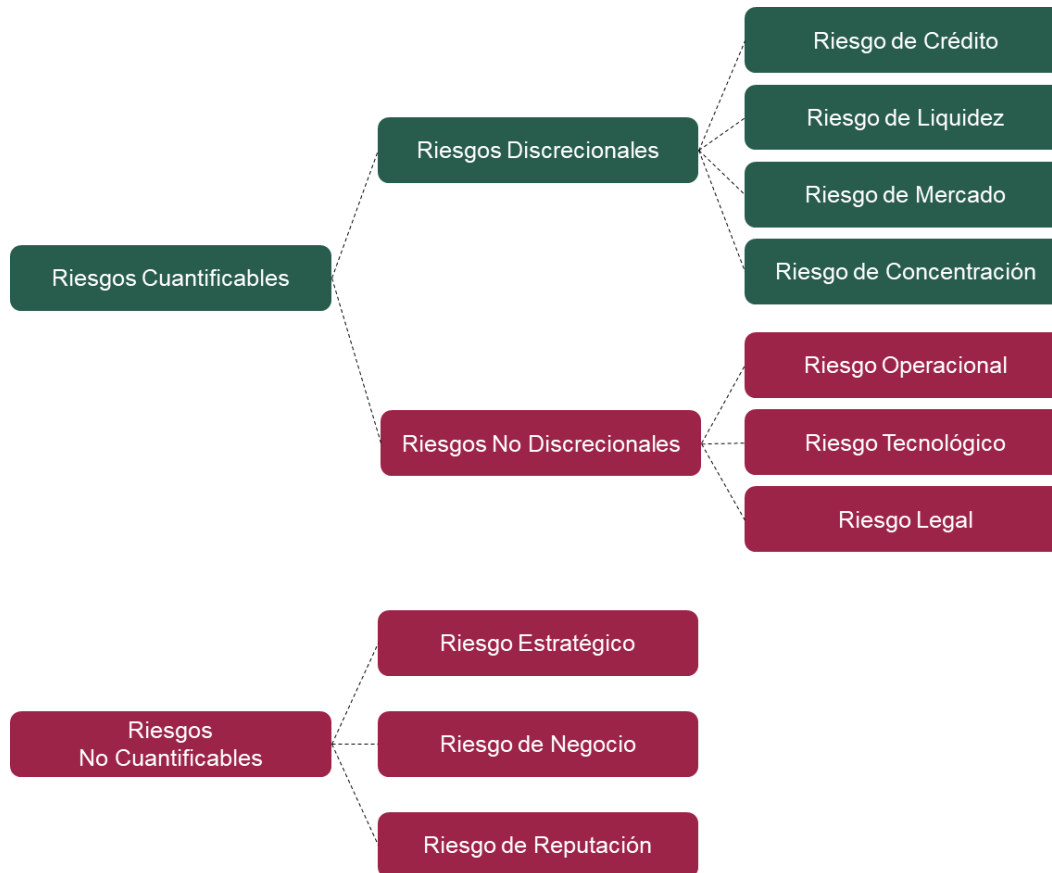 Riesgos Cuantificables
Riesgos Discrecionales
Riesgo de Crédito
Riesgo de Liquidez
Riesgo de Mercado
Riesgo de Concentración
Riesgos No Discrecionales
Riesgo Operacional
Riesgo Tecnológico
Riesgo Legal
Riesgos
No Cuantificables
Riesgo Estratégico
Riesgo de Negocio
Riesgo de Reputación